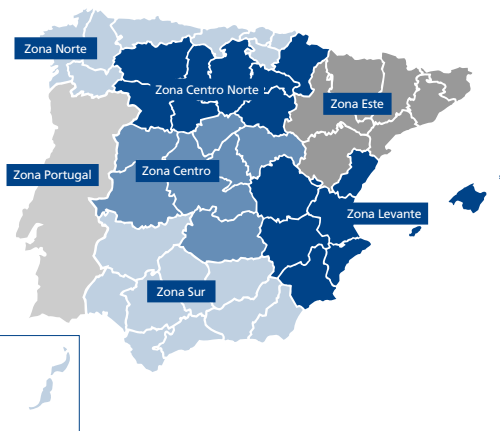 Zona Norte
Zona Centro Norte
Zona Este
Zona Centro
Zona Portugal
Zona Levante
Zona Sur